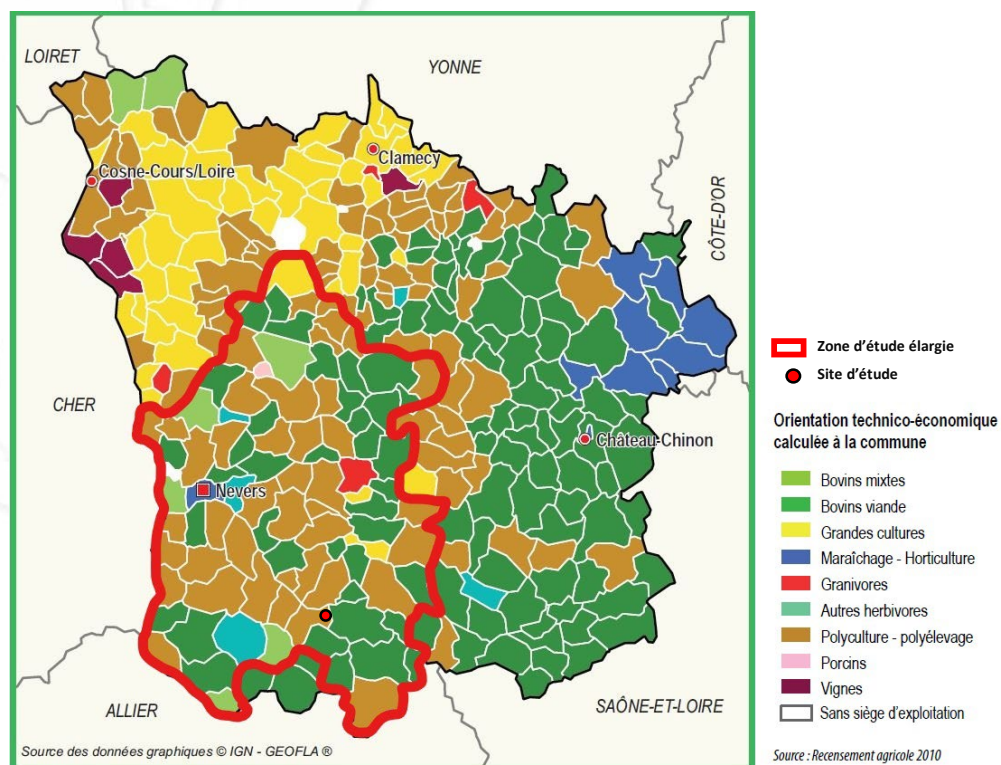 LOIRET
YONNE
Clamecy
Cosne-Cours/Loire
CÔTE-D'OR
CHER
Château-Chinon
Nevers
ALLIER
SAÔNE-ET-LOIRE
Source des données graphiques © IGN - GEOFLA ®
Zone d'étude élargie
Site d'étude
Orientation technico-économique
calculée à la commune
Bovins mixtes
Bovins viande
Grandes cultures
Maraîchage - Horticulture
Granivores
Autres herbivores
Polyculture - polyélevage
Porcins
Vignes
Sans siège d'exploitation
Source : Recensement agricole 2010